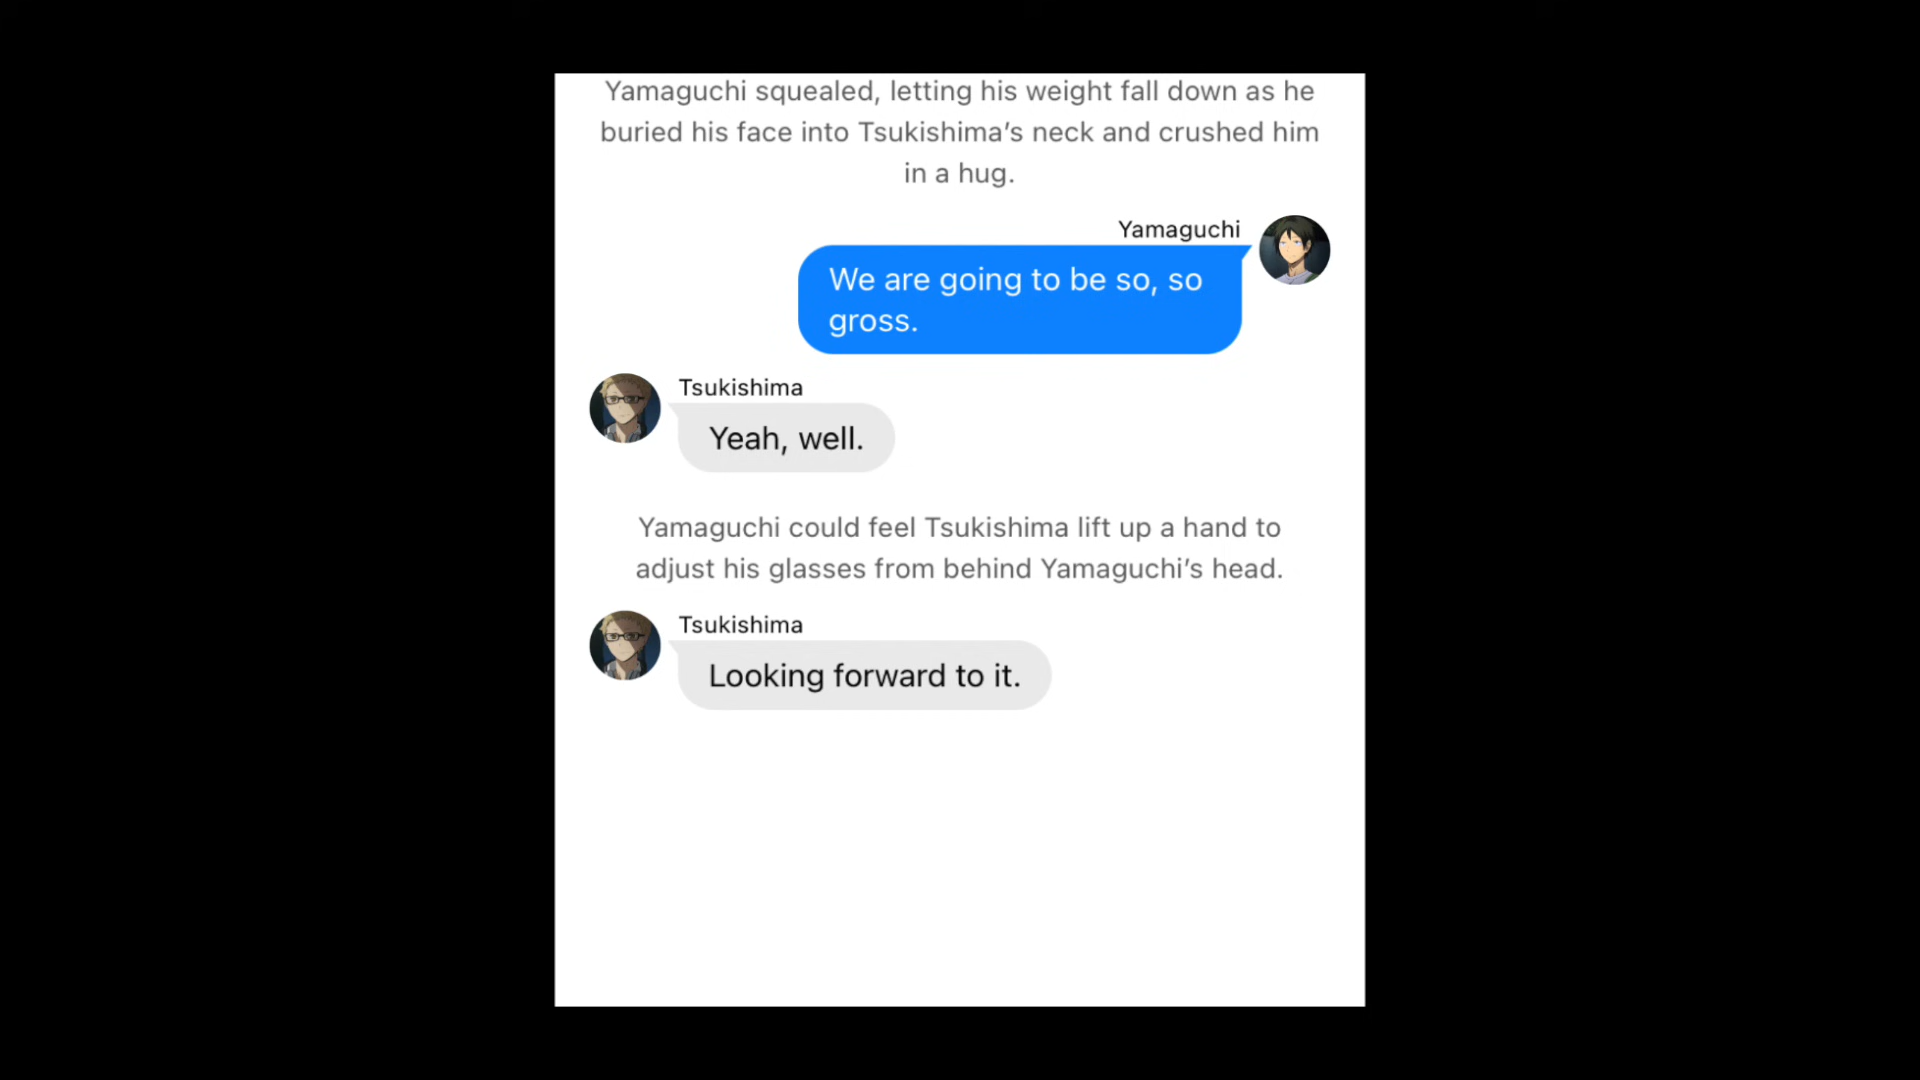 Yamaguchi squealed, letting his weight fall down as he
buried his face into Tsukishima’s neck and crushed him
in a hug.
Yamaguchi
We are going to be so, so
gross.
Tsukishima
Yeah, well.
Yamaguchi could feel Tsukishima lift up a hand to
adjust his glasses from behind Yamaguchi’s head.
Tsukishima
Looking forward to it.